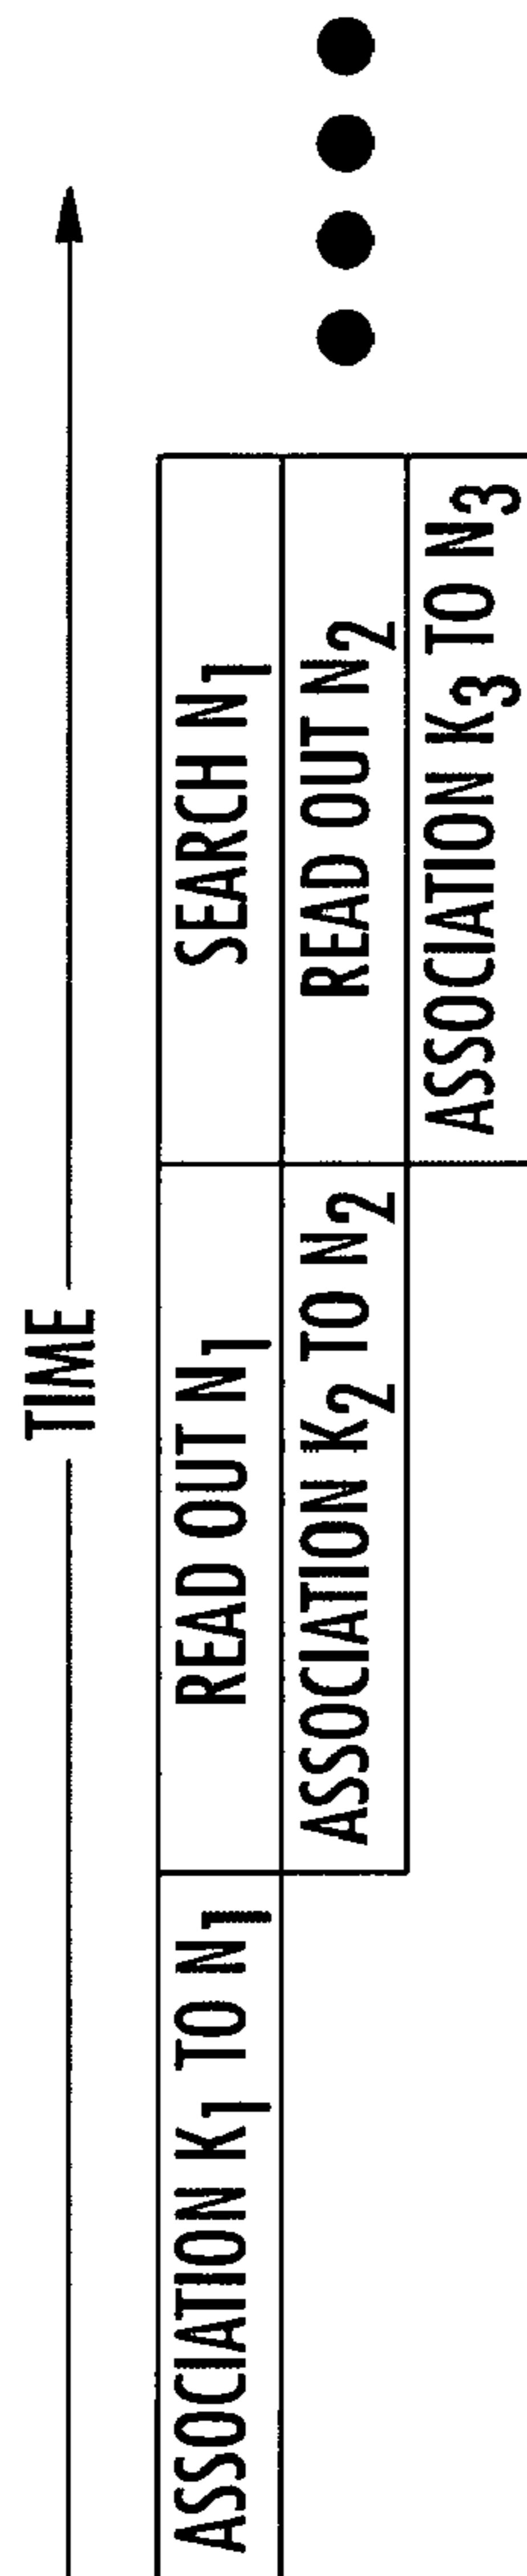 TIME
ASSOCIATION K₁ TO N₁
READ OUT N₁
SEARCH N₁
ASSOCIATION K₂ TO N₂
READ OUT N₂
ASSOCIATION K₃ TO N₃